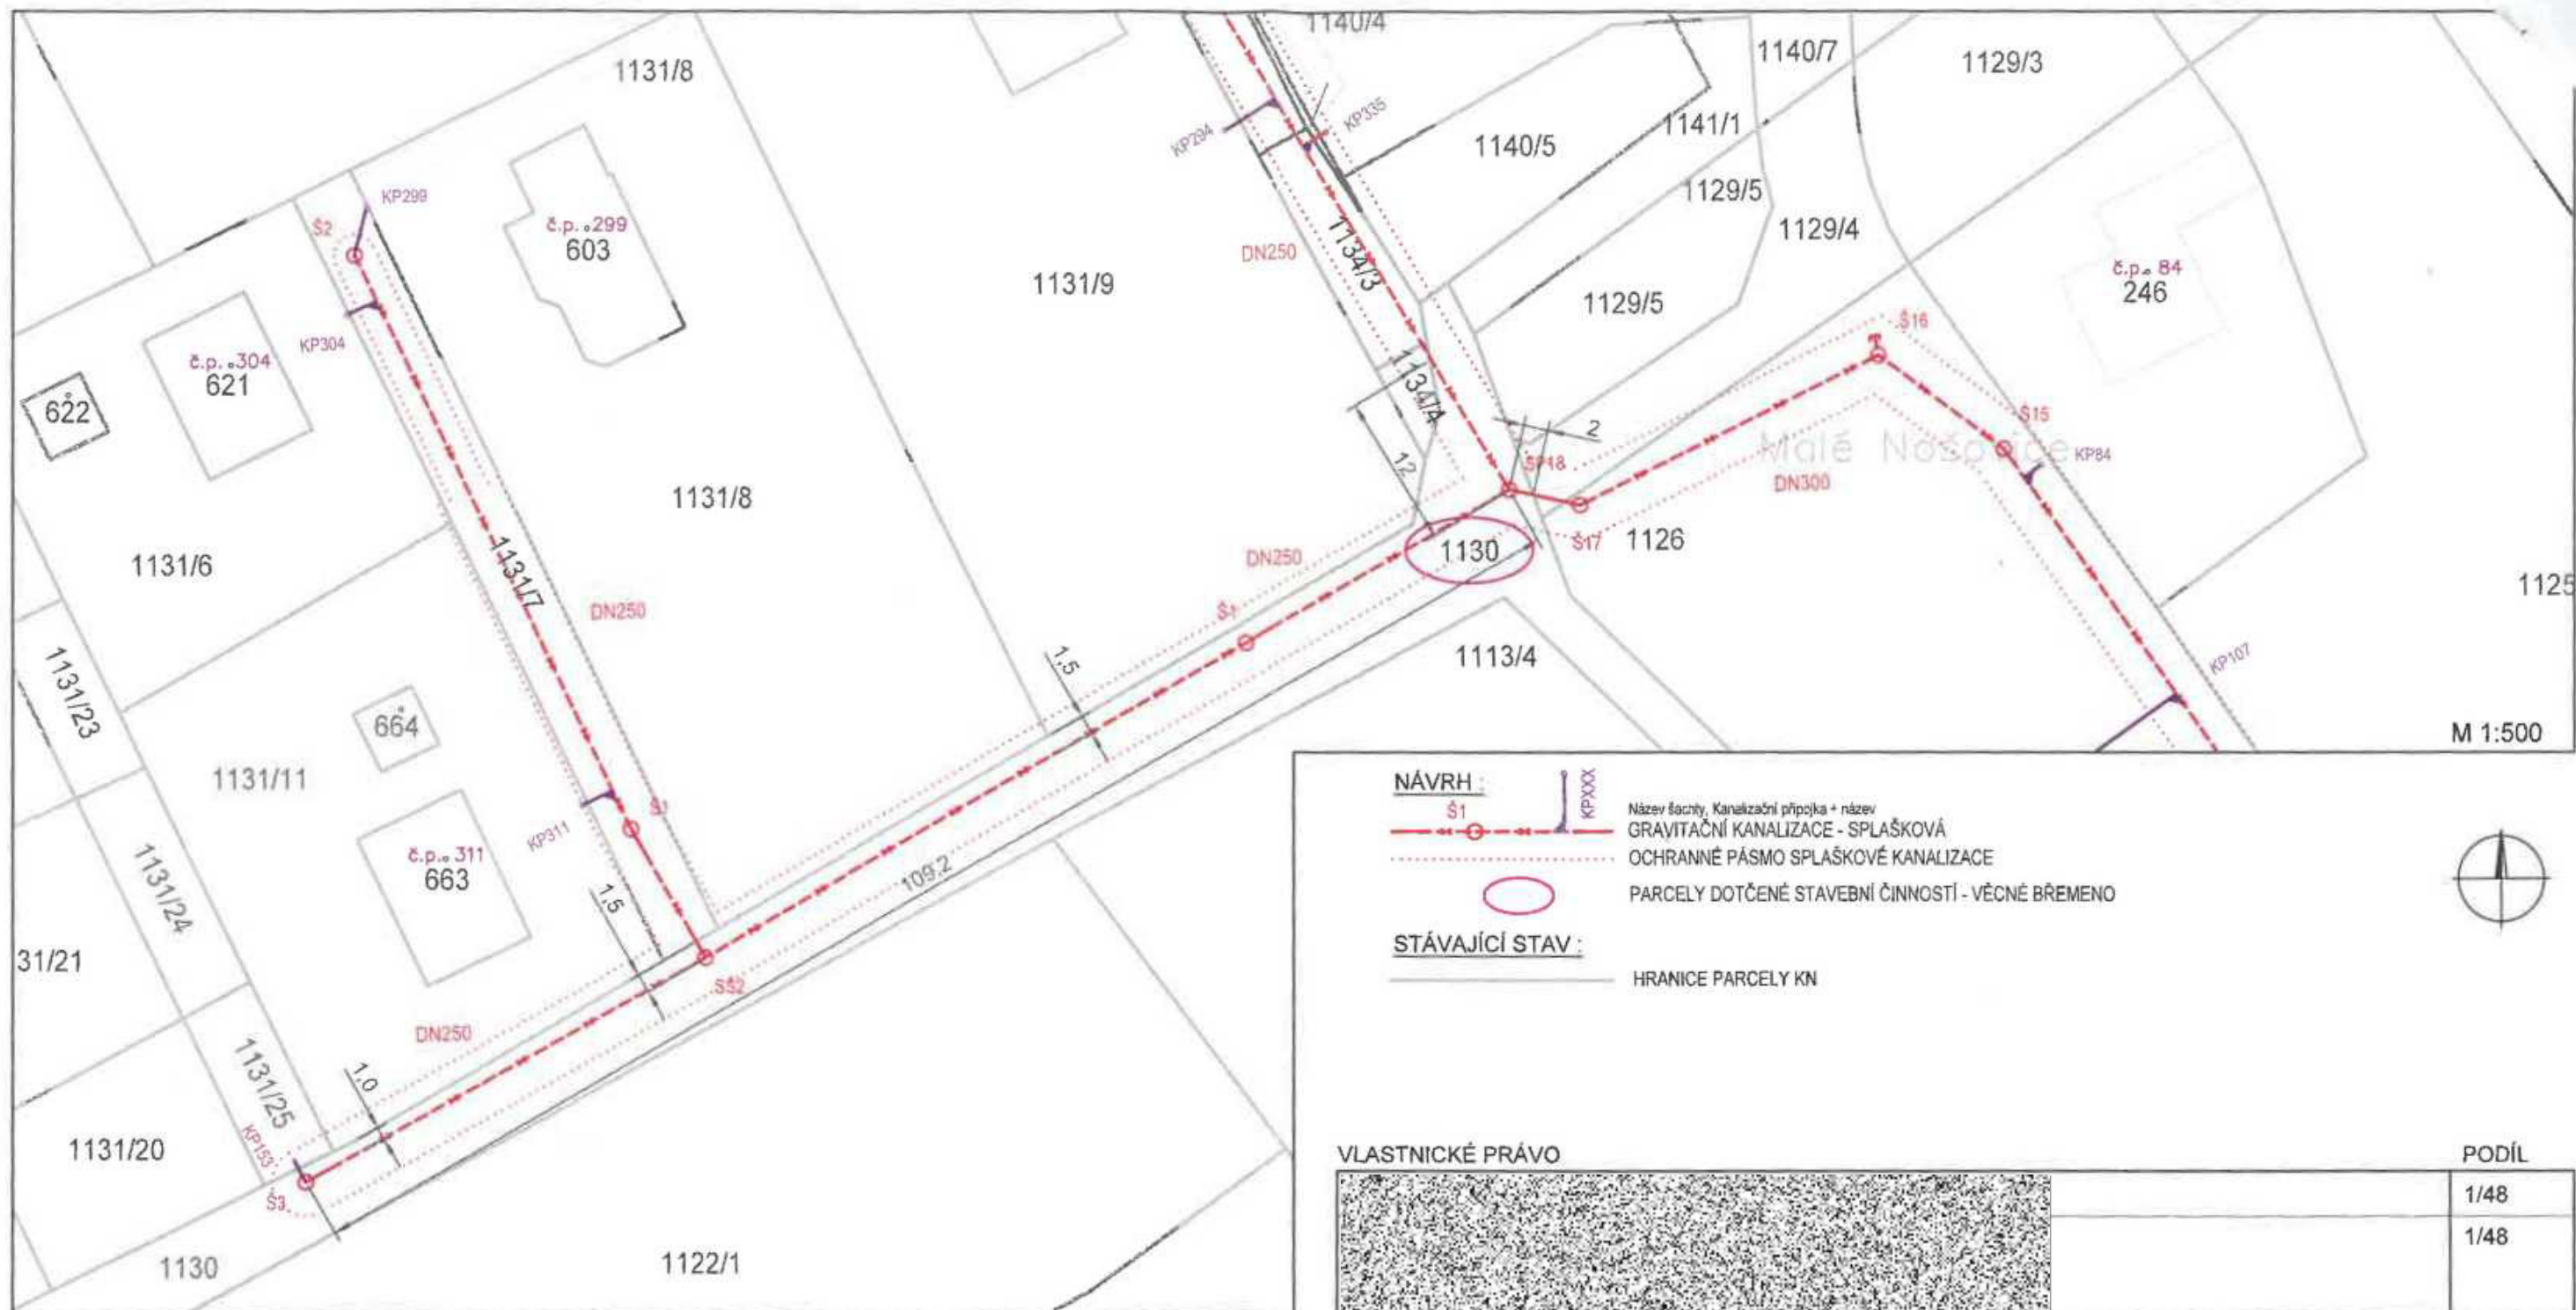 1140/4
1131/8
1140/7
1129/3
KP335
KP294
1140/5
1141/1
KP299
Š2
č.p. 299
603
1129/5
1129/4
DN250
1134/3
1131/9
č.p. 84
246
1129/5
KP304
č.p. 304
621
Š16
622
1134/4
Š15
2
12
SŠ18
Malé Nošovice
KP84
DN300
1131/8
1131/6
1131/7
DN250
1130
Š17
1126
1125
DN250
Š1
1113/4
1,5
KP107
1131/23
664
1131/11
M 1:500
NÁVRH :
Š1
KPXXX
Název šachty, Kanalizační přípojka + název
GRAVITAČNÍ KANALIZACE - SPLAŠKOVÁ
OCHRANNÉ PÁSMO SPLAŠKOVÉ KANALIZACE
PARCELY DOTČENÉ STAVEBNÍ ČINNOSTÍ - VĚCNÉ BŘEMENO
STÁVAJÍCÍ STAV :
HRANICE PARCELY KN
Š1
KP311
č.p. 311
663
109,2
1131/24
1,5
31/21
SŠ2
DN250
1131/25
1,0
KP153
1131/20
Š3
1130
1122/1
VLASTNICKÉ PRÁVO
PODÍL
1/48
1/48